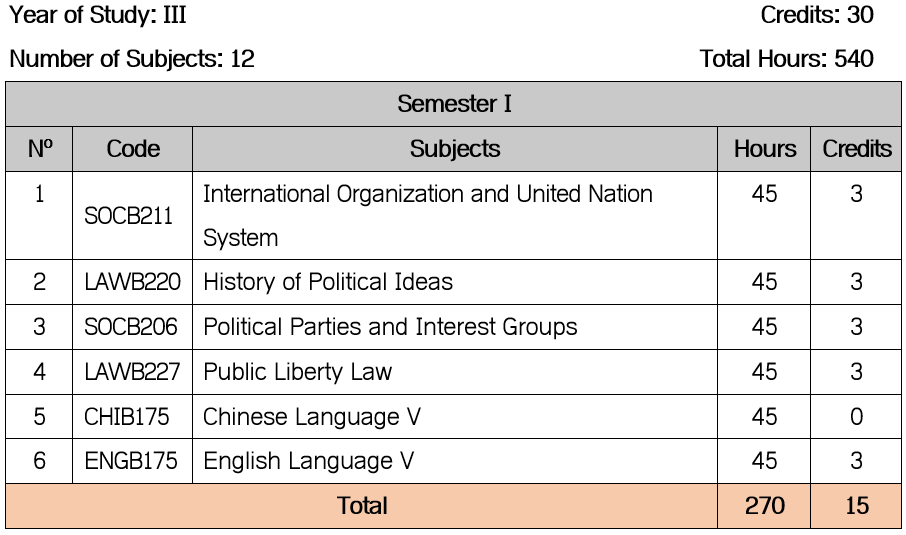 Year of Study: III Credits: 30
Number of Subjects: 12 Total Hours: 540
Semester I
Nº Code Subjects Hours Credits
1 SOCB211 International Organization and United Nation System 45 3
2 LAWB220 History of Political Ideas 45 3
3 SOCB206 Political Parties and Interest Groups 45 3
4 LAWB227 Public Liberty Law 45 3
5 CHIB175 Chinese Language V 45 0
6 ENGB175 English Language V 45 3
Total 270 15